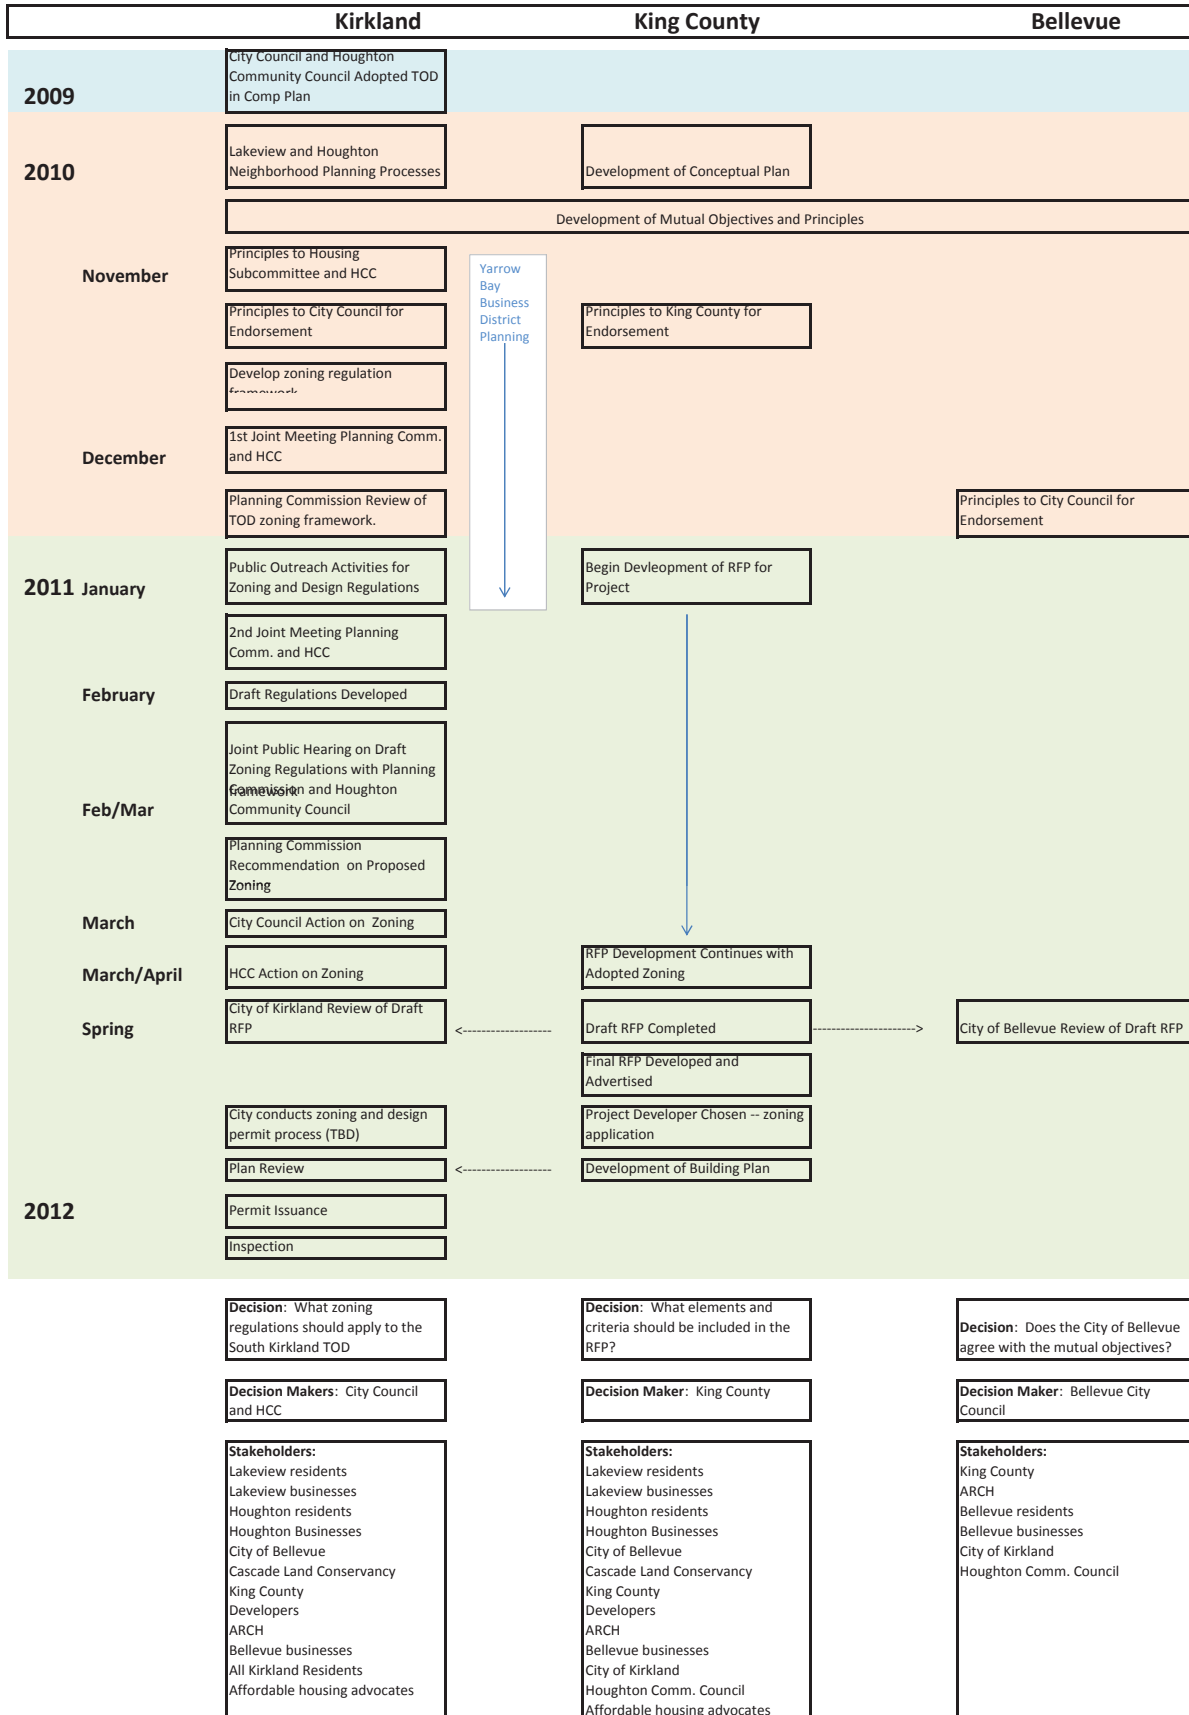 Kirkland King County Bellevue
City Council and Houghton
Community Council Adopted TOD
in Comp Plan
2009
Lakeview and Houghton
Neighborhood Planning Processes
Development of Conceptual Plan
2010
Development of Mutual Objectives and Principles
Principles to Housing
Subcommittee and HCC
November
Yarrow
Bay
Business
District
Planning
Principles to City Council for
Endorsement
Principles to King County for
Endorsement
Develop zoning regulation
framework
1st Joint Meeting Planning Comm.
and HCC
December
Planning Commission Review of
TOD zoning framework.
Principles to City Council for
Endorsement
2011 January
Public Outreach Activities for
Zoning and Design Regulations
Begin Devleopment of RFP for
Project
2nd Joint Meeting Planning
Comm. and HCC
February
Draft Regulations Developed
Joint Public Hearing on Draft
Zoning Regulations with Planning
Commission and Houghton
framework
Community Council
Feb/Mar
Planning Commission
Recommendation on Proposed
Zoning
March
City Council Action on Zoning
March/April
HCC Action on Zoning
RFP Development Continues with
Adopted Zoning
Spring
City of Kirkland Review of Draft
RFP
<-------------------
Draft RFP Completed
---------------------->
City of Bellevue Review of Draft RFP
Final RFP Developed and
Advertised
City conducts zoning and design
permit process (TBD)
Project Developer Chosen -- zoning
application
Plan Review
<-------------------
Development of Building Plan
2012
Permit Issuance
Inspection
Decision: What zoning
regulations should apply to the
South Kirkland TOD
Decision: What elements and
criteria should be included in the
RFP?
Decision: Does the City of Bellevue
agree with the mutual objectives?
Decision Makers: City Council
and HCC
Decision Maker: King County
Decision Maker: Bellevue City
Council
Stakeholders:
Lakeview residents
Lakeview businesses
Houghton residents
Houghton Businesses
City of Bellevue
Cascade Land Conservancy
King County
Developers
ARCH
Bellevue businesses
All Kirkland Residents
Affordable housing advocates
Stakeholders:
Lakeview residents
Lakeview businesses
Houghton residents
Houghton Businesses
City of Bellevue
Cascade Land Conservancy
King County
Developers
ARCH
Bellevue businesses
City of Kirkland
Houghton Comm. Council
Affordable housing advocates
Stakeholders:
King County
ARCH
Bellevue residents
Bellevue businesses
City of Kirkland
Houghton Comm. Council